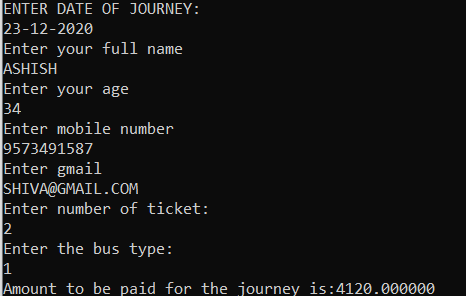 ENTER DATE OF JOURNEY:
23-12-2020
Enter your full name
ASHISH
Enter your age
34
Enter mobile number
9573491587
Enter gmail
SHIVA@GMAIL.COM
Enter number of ticket:
2
Enter the bus type:
1
Amount to be paid for the journey is:4120.000000